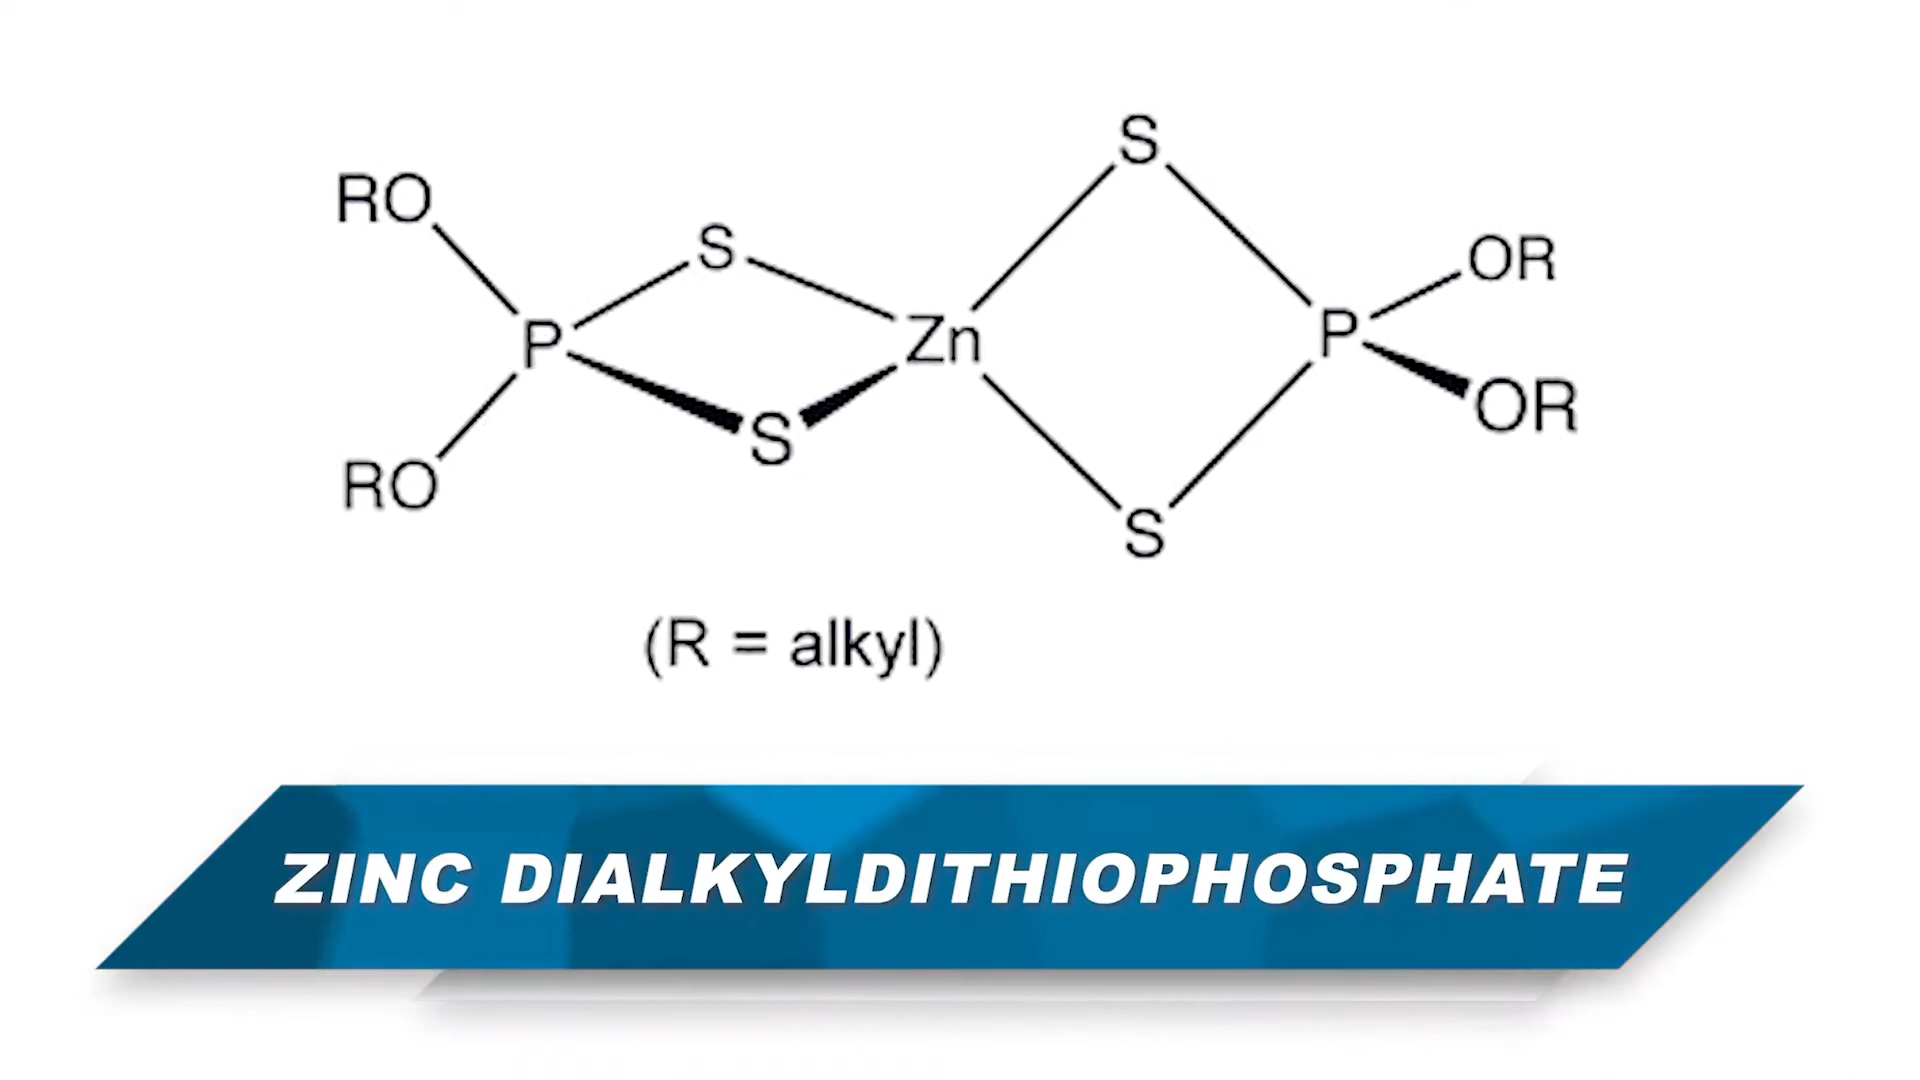 S
RO
S
OR
P
Zn
P
OR
S
RO
S
(R = alkyl)
ZINC DIALKYLDITHIOPHOSPHATE